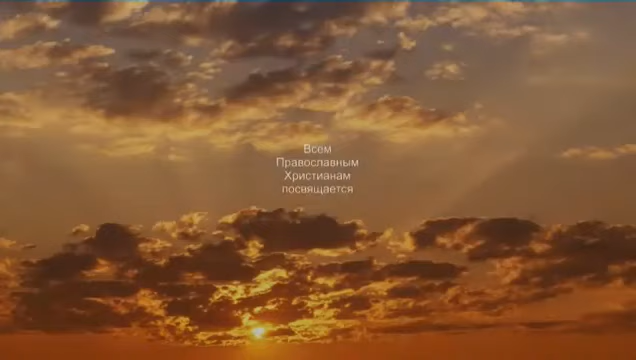 Всем
Православным
Христианам
посвящается